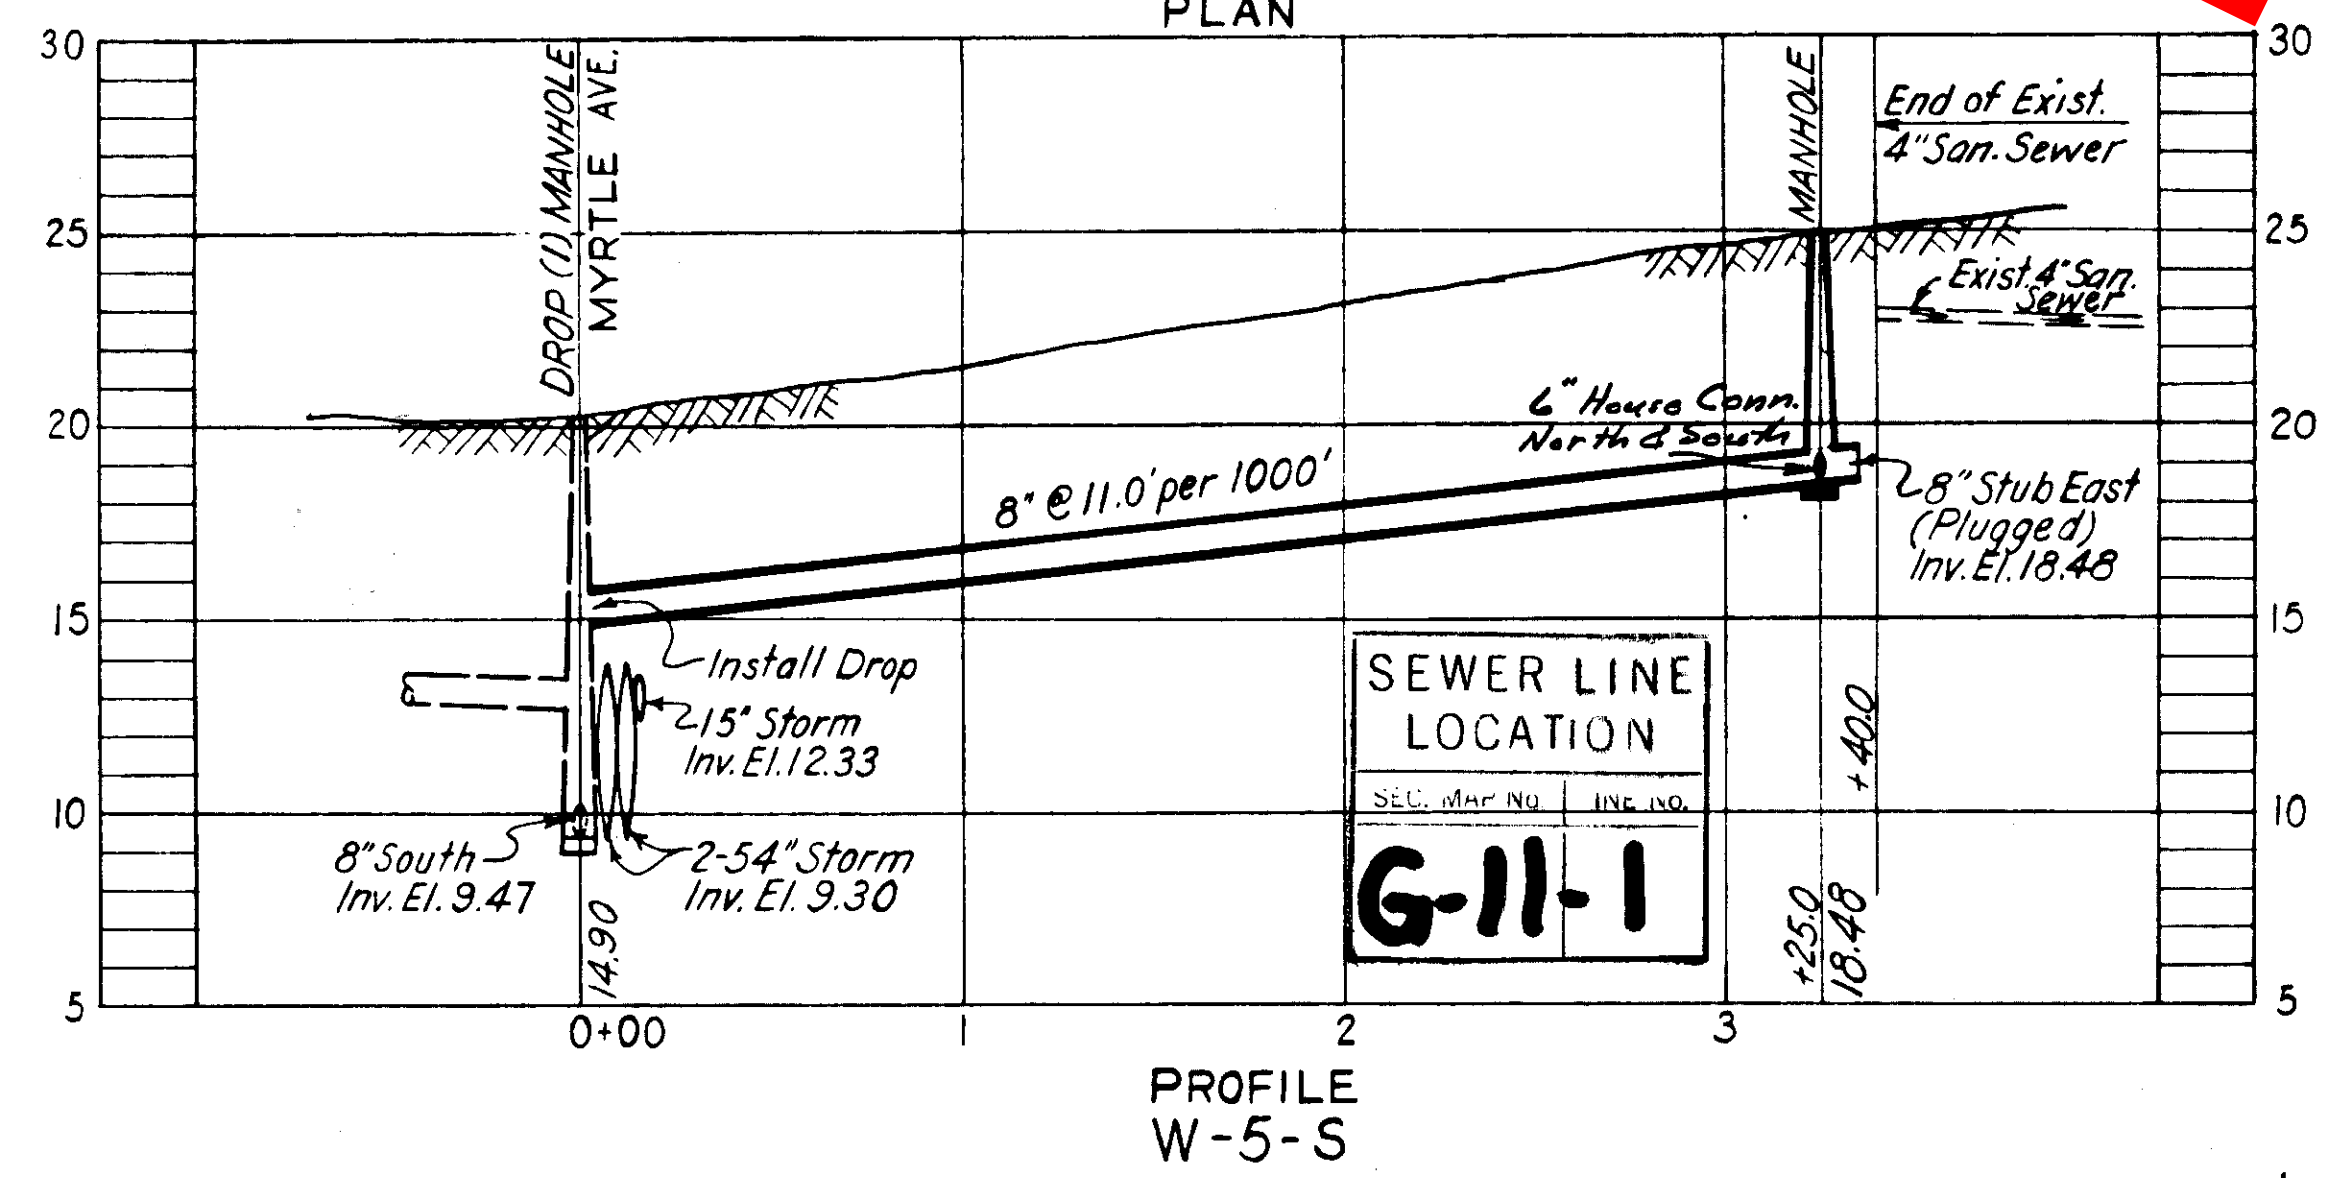 PLAN
30
30
DROP (1) MANHOLE
MYRTLE AVE.
MANHOLE
End of Exist.
4" San. Sewer
25
25
Exist. 4" San.
Sewer
6" House Conn.
North & South
20
20
8" @ 11.0' per 1000'
8" Stub East
(Plugged)
Inv. El. 18.48
15
15
Install Drop
15" Storm
Inv. El. 12.33
SEWER LINE
LOCATION
SEC. MAP NO.
LINE NO.
G-11-1
+40.0
10
10
8" South
Inv. El. 9.47
2-54" Storm
Inv. El. 9.30
14.90
+25.0
18.48
5
5
0+00
1
2
3
PROFILE
W-5-S